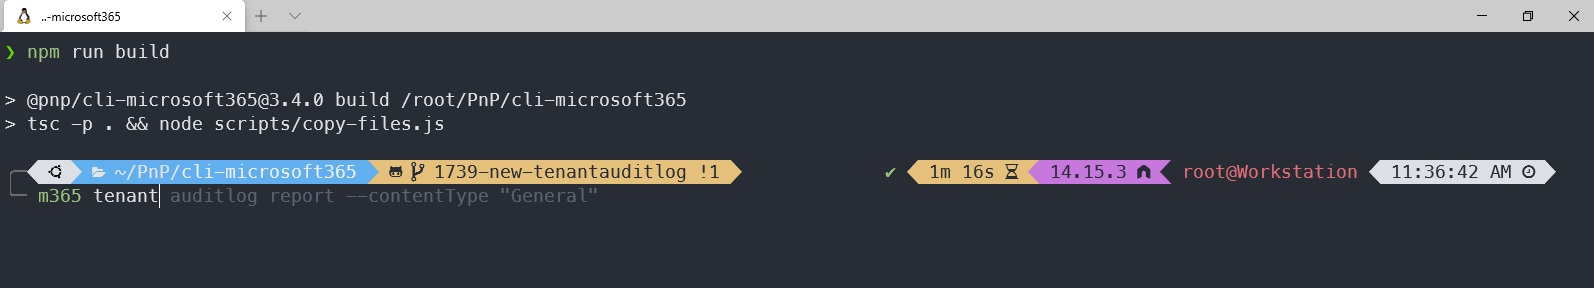 ..-microsoft365
❯ npm run build
> @pnp/cli-microsoft365@3.4.0 build /root/PnP/cli-microsoft365
> tsc -p . && node scripts/copy-files.js
~/PnP/cli-microsoft365 1739-new-tenantauditlog !1 ✔ 1m 16s 14.15.3 root@Workstation 11:36:42 AM
m365 tenant auditlog report --contentType "General"